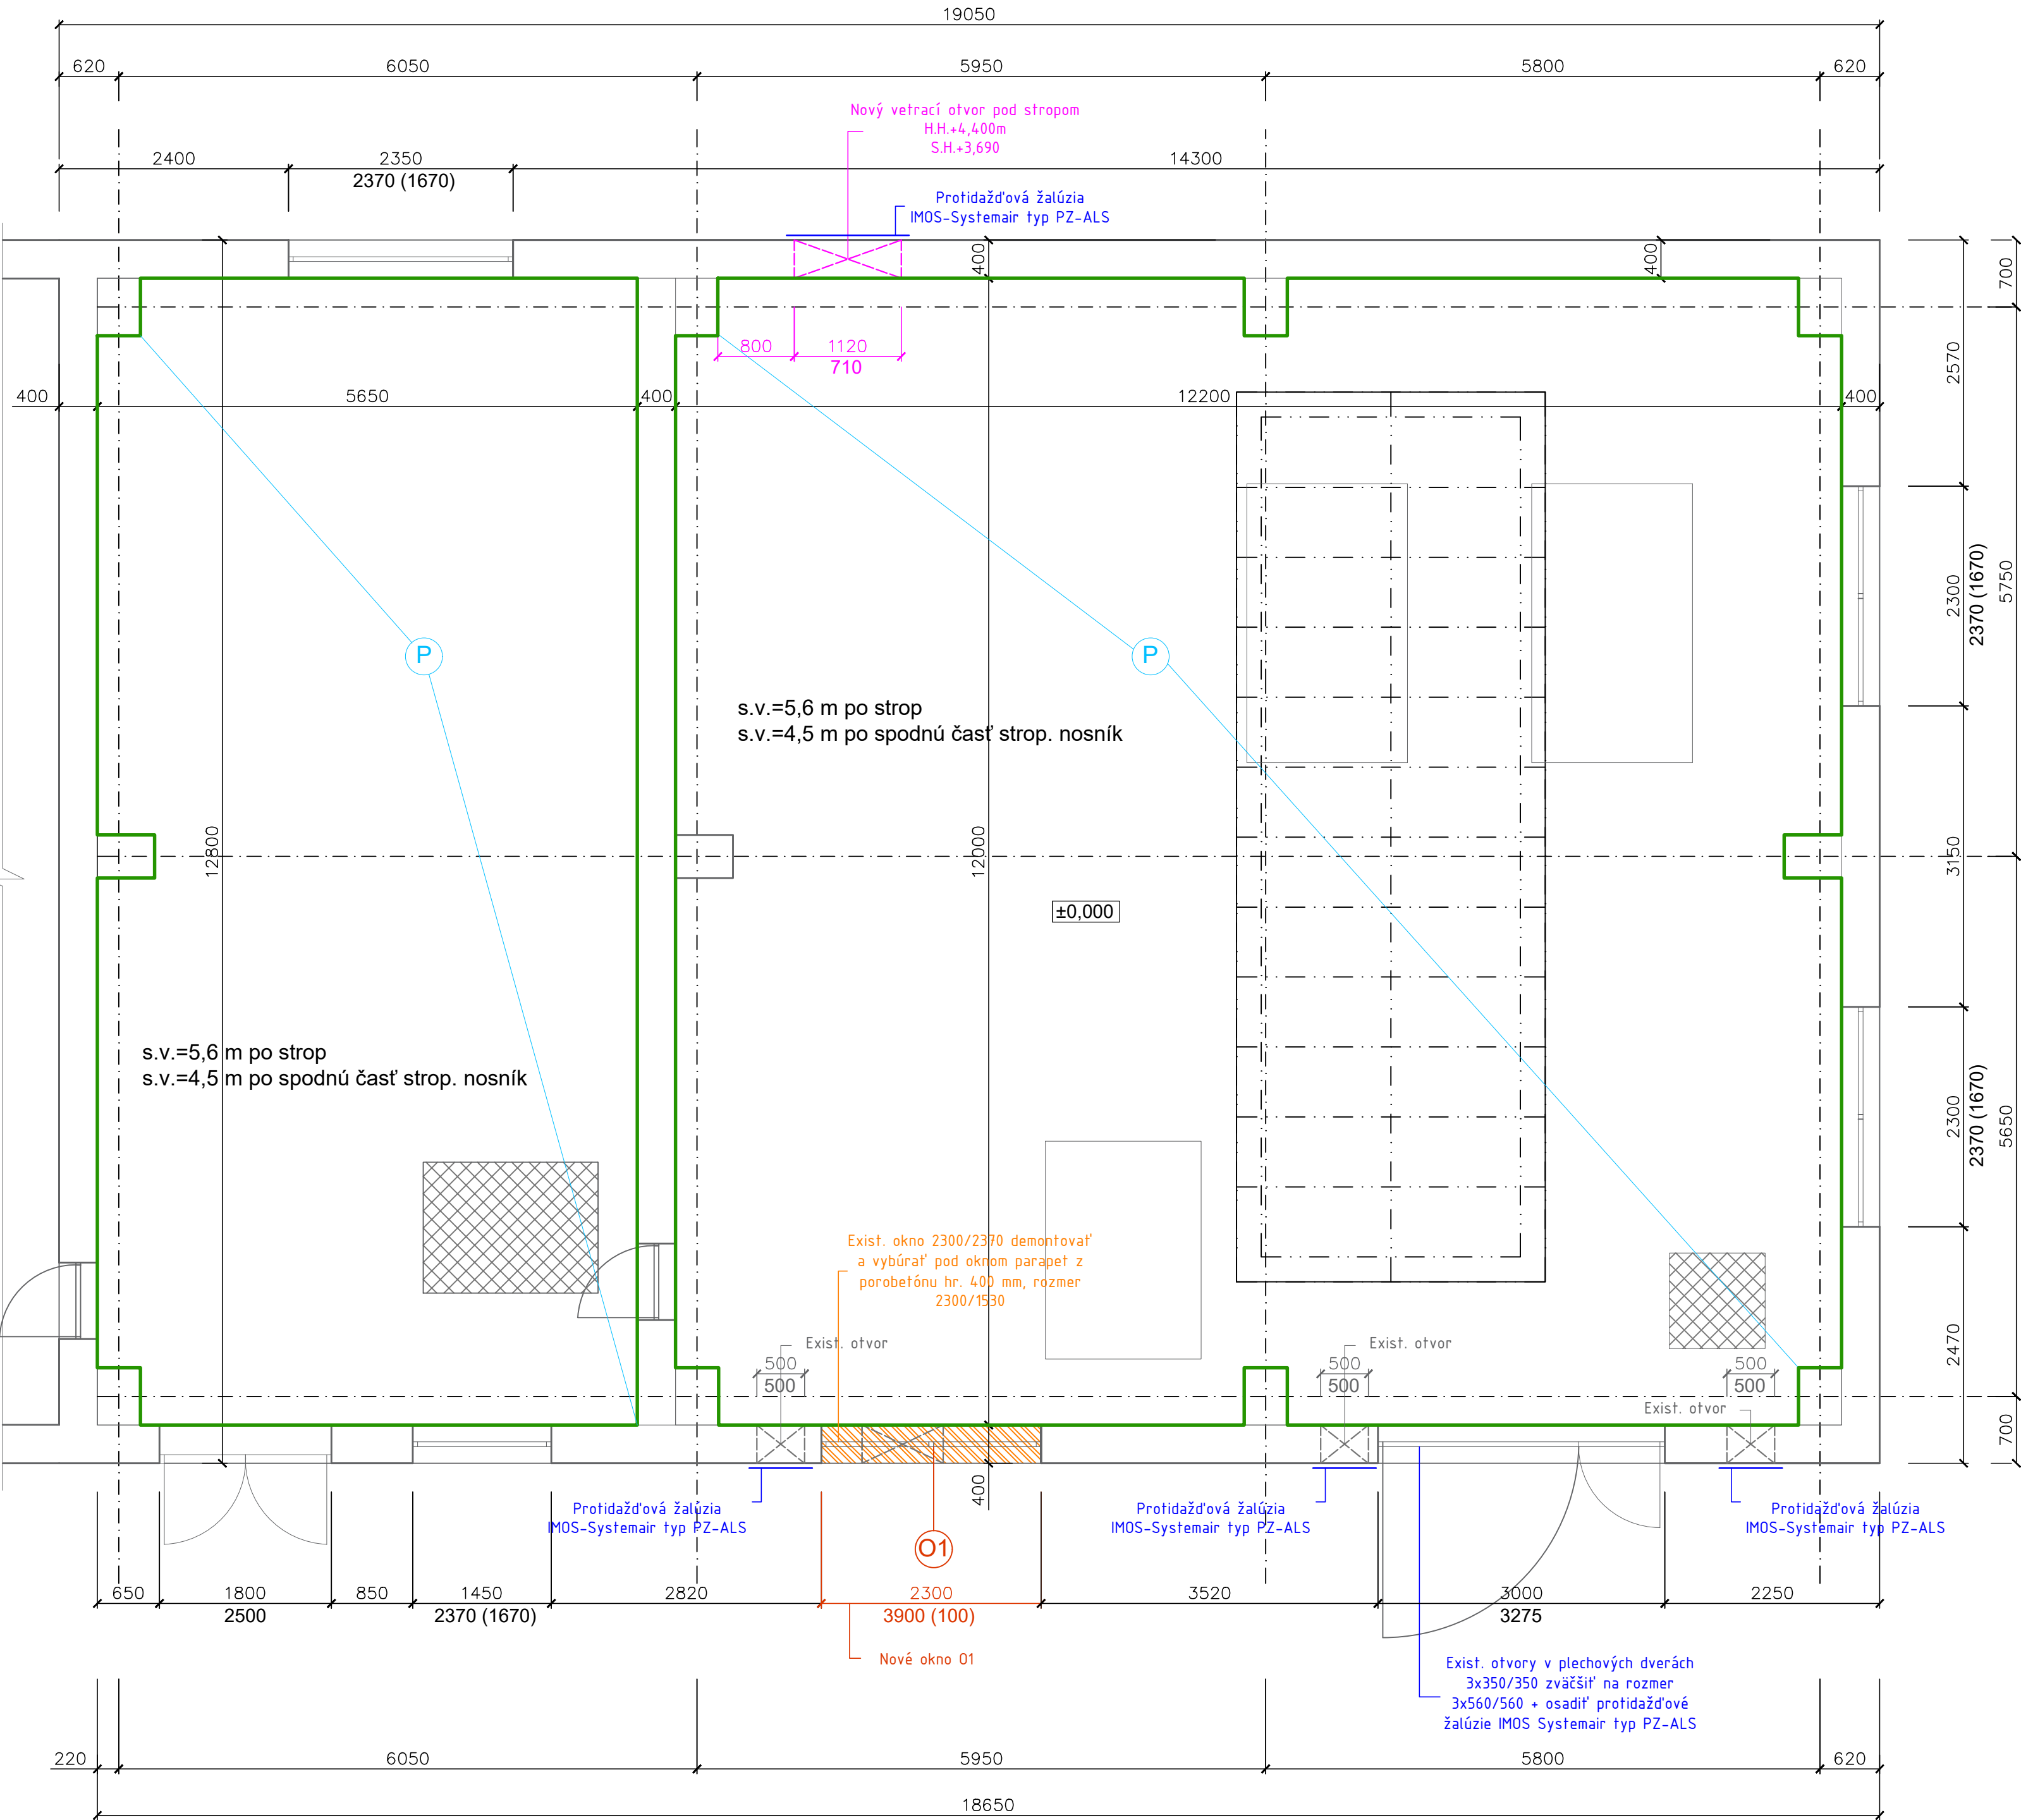 19050
620
6050
5950
5800
620
Nový vetrací otvor pod stropom
H.H.+4,400m
S.H.+3,690
2400
2350
14300
2370 (1670)
Protidažďová žalúzia
IMOS-Systemair typ PZ-ALS
400
400
700
800
1120
710
2570
400
5650
400
12200
400
2300
2370 (1670)
5750
P
P
s.v.=5,6 m po strop
s.v.=4,5 m po spodnú časť strop. nosník
12800
12000
3150
±0,000
s.v.=5,6 m po strop
s.v.=4,5 m po spodnú časť strop. nosník
2300
2370 (1670)
5650
Exist. okno 2300/2370 demontovať
a vybúrať pod oknom parapet z
porobetónu hr. 400 mm, rozmer
2300/1530
Exist. otvor
Exist. otvor
2470
500
500
500
500
500
500
Exist. otvor
700
400
Protidažďová žalúzia
IMOS-Systemair typ PZ-ALS
Protidažďová žalúzia
IMOS-Systemair typ PZ-ALS
Protidažďová žalúzia
IMOS-Systemair typ PZ-ALS
O1
650
1800
850
1450
2820
2300
3520
3000
2250
2500
2370 (1670)
3900 (100)
3275
Nové okno O1
Exist. otvory v plechových dverách
3x350/350 zväčšiť na rozmer
3x560/560 + osadiť protidažďové
žalúzie IMOS Systemair typ PZ-ALS
220
6050
5950
5800
620
18650